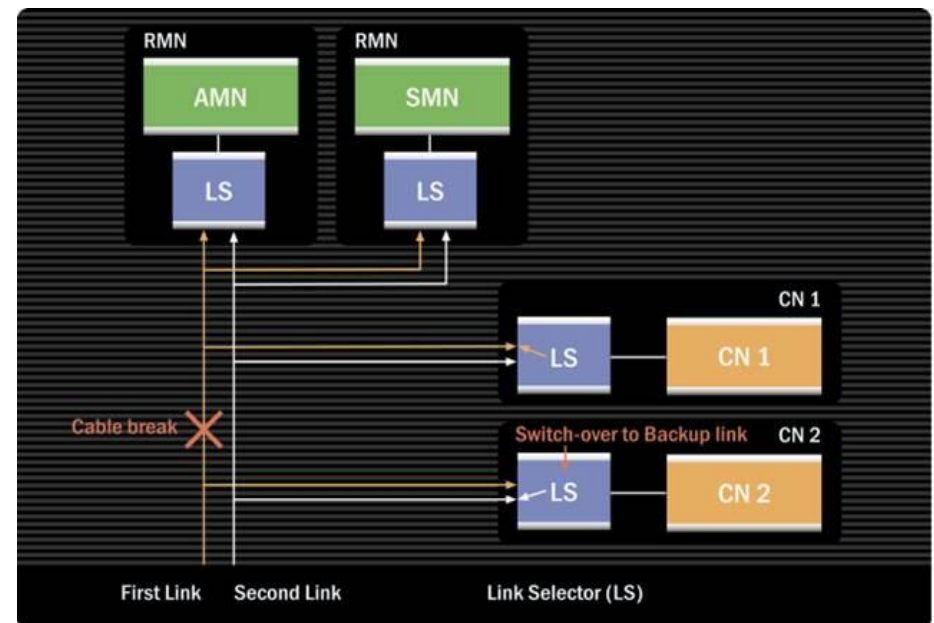 RMN
RMN
AMN
SMN
LS
LS
CN 1
LS
CN 1
Cable break
Switch-over to Backup link
CN 2
LS
CN 2
First Link
Second Link
Link Selector (LS)